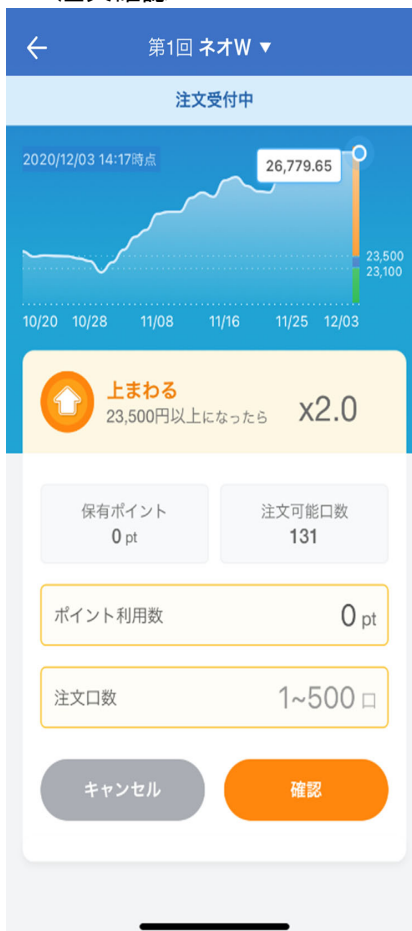 第1回 ネオW ▼
注文受付中
2020/12/03 14:17時点
26,779.65
23,500
23,100
10/20 10/28 11/08 11/16 11/25 12/03
上まわる
23,500円以上になったら
x2.0
保有ポイント
0 pt
注文可能口数
131
ポイント利用数
0 pt
注文口数
1~500 口
キャンセル
確認